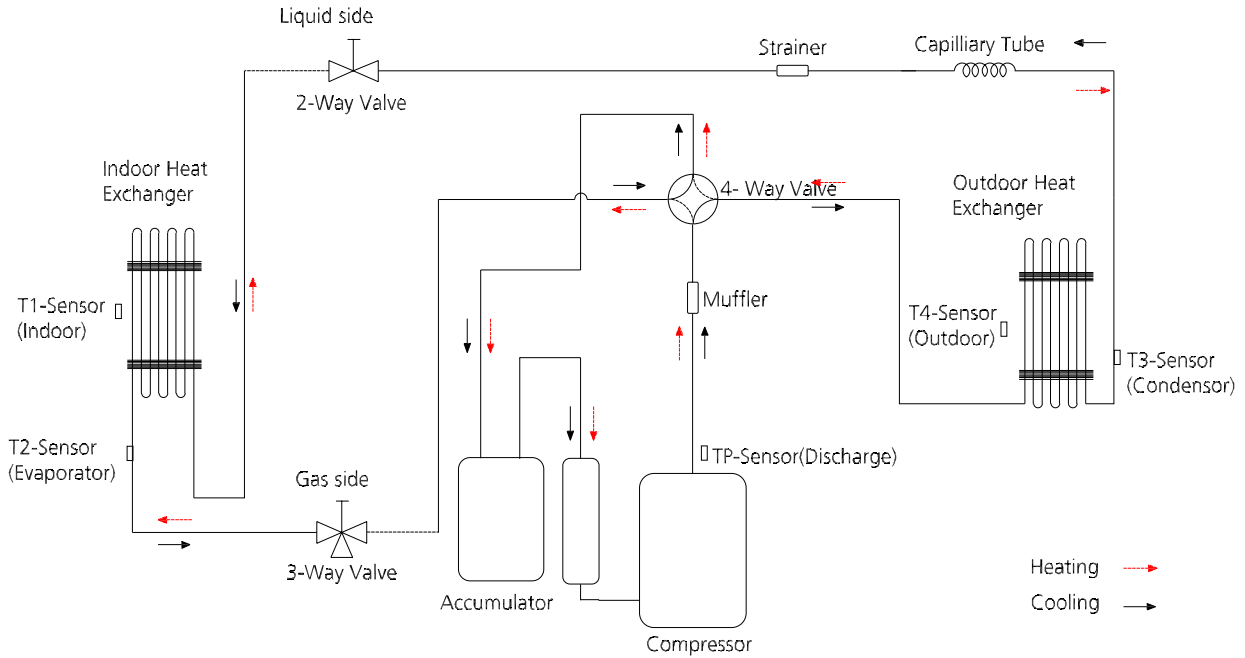 Liquid side
2-Way Valve
Strainer
Capilliary Tube
Indoor Heat
Exchanger
4- Way Valve
Outdoor Heat
Exchanger
T1-Sensor
(Indoor)
Muffler
T4-Sensor
(Outdoor)
T3-Sensor
(Condensor)
T2-Sensor
(Evaporator)
TP-Sensor(Discharge)
Gas side
3-Way Valve
Accumulator
Compressor
Heating
Cooling